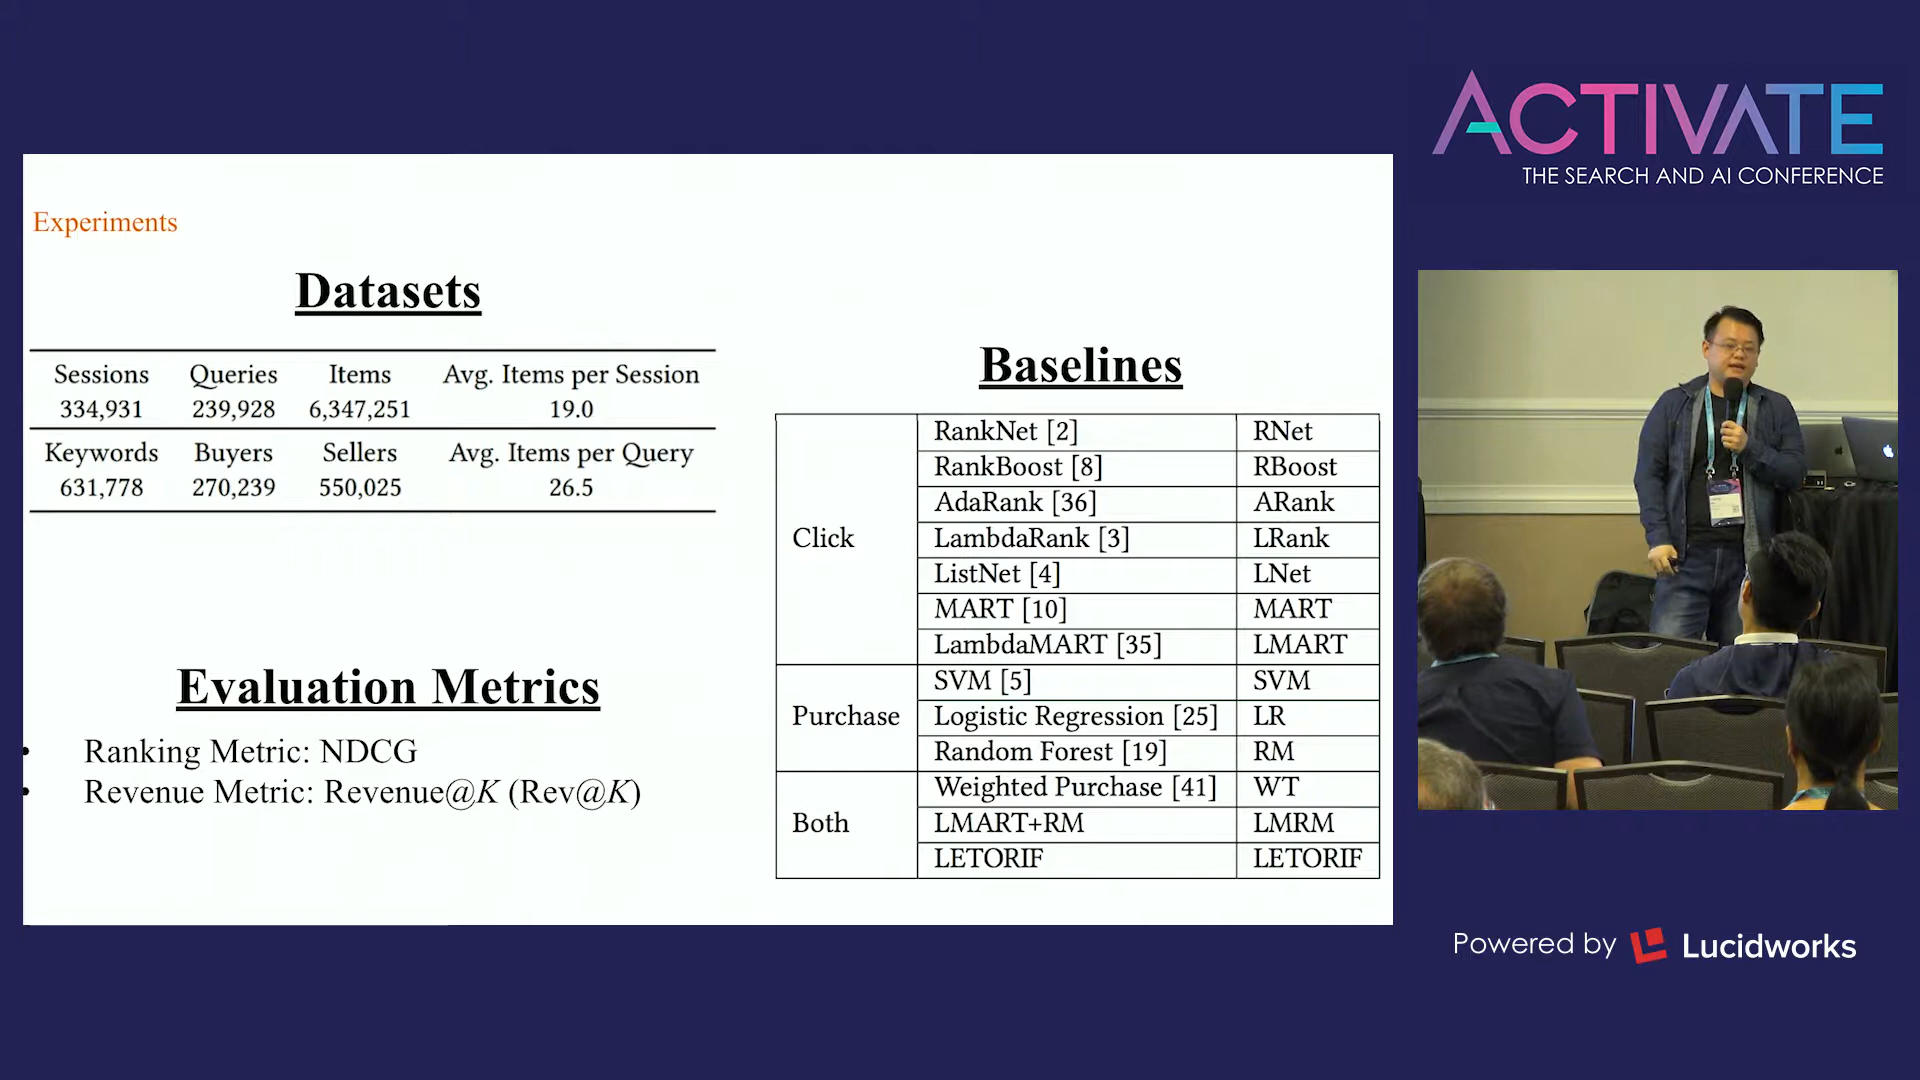 ACTIVATE
THE SEARCH AND AI CONFERENCE
Experiments
Datasets
Sessions Queries Items Avg. Items per Session
334,931 239,928 6,347,251 19.0
Keywords Buyers Sellers Avg. Items per Query
631,778 270,239 550,025 26.5
Evaluation Metrics
• Ranking Metric: NDCG
• Revenue Metric: Revenue@K (Rev@K)
Baselines
Click
RankNet [2] RNet
RankBoost [8] RBoost
AdaRank [36] ARank
LambdaRank [3] LRank
ListNet [4] LNet
MART [10] MART
LambdaMART [35] LMART
Purchase
SVM [5] SVM
Logistic Regression [25] LR
Random Forest [19] RM
Both
Weighted Purchase [41] WT
LMART+RM LMRM
LETORIF LETORIF
Powered by Lucidworks